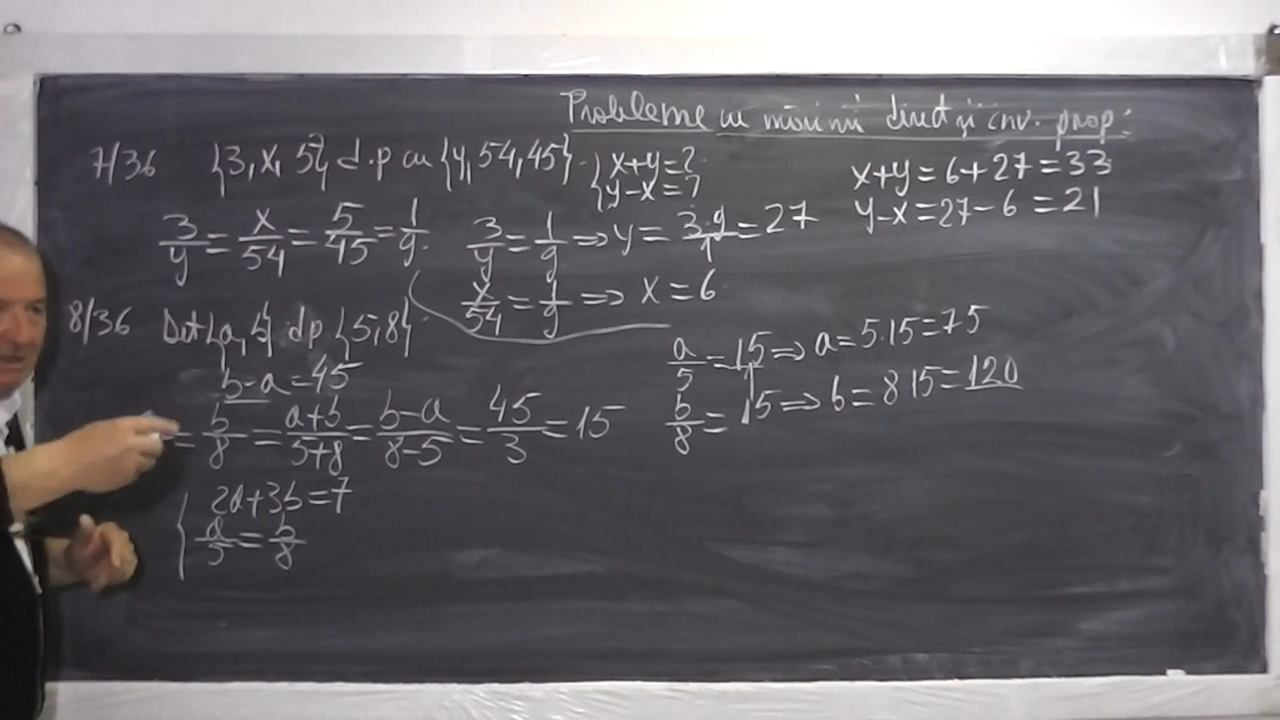 Probleme cu mărimi direct și inv. prop:
7/36 {3, x, 5} d.p cu {y, 54, 45} { x+y=?
{ y-x=?
x+y=6+27=33
y-x=27-6=21
3/y = x/54 = 5/45 = 1/9. 3/y = 1/9 ⇒ y = 3·9/1 = 27
x/54 = 1/9 ⇒ x = 6
8/36 Det {a, b} dp {5, 8}
b-a=45
= b/8 = a+b/5+8 = b-a/8-5 = 45/3 = 15
a/5 = 15 ⇒ a = 5.15 = 75
b/8 = 15 ⇒ b = 8 15 = 120
{ 2a+3b=7
a/5 = b/8